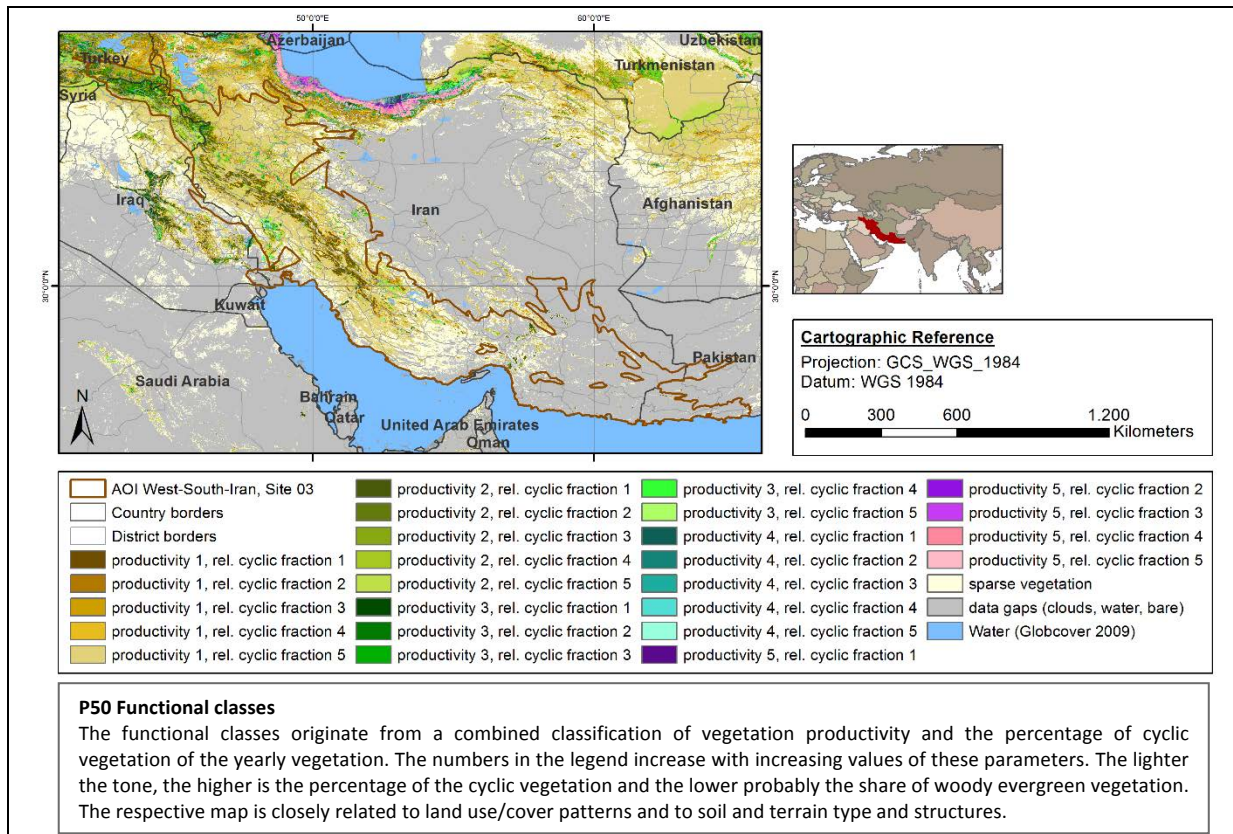 50°0'0"E
60°0'0"E
Azerbaijan
Uzbekistan
Turkey
Turkmenistan
Syria
Iraq
Iran
Afghanistan
30°0'0"N
30°0'0"N
Kuwait
Pakistan
Saudi Arabia
Bahrain
Qatar
United Arab Emirates
Oman
N
Cartographic Reference
Projection: GCS_WGS_1984
Datum: WGS 1984
0 300 600 1.200
Kilometers
AOI West-South-Iran, Site 03
Country borders
District borders
productivity 1, rel. cyclic fraction 1
productivity 1, rel. cyclic fraction 2
productivity 1, rel. cyclic fraction 3
productivity 1, rel. cyclic fraction 4
productivity 1, rel. cyclic fraction 5
productivity 2, rel. cyclic fraction 1
productivity 2, rel. cyclic fraction 2
productivity 2, rel. cyclic fraction 3
productivity 2, rel. cyclic fraction 4
productivity 2, rel. cyclic fraction 5
productivity 3, rel. cyclic fraction 1
productivity 3, rel. cyclic fraction 2
productivity 3, rel. cyclic fraction 3
productivity 3, rel. cyclic fraction 4
productivity 3, rel. cyclic fraction 5
productivity 4, rel. cyclic fraction 1
productivity 4, rel. cyclic fraction 2
productivity 4, rel. cyclic fraction 3
productivity 4, rel. cyclic fraction 4
productivity 4, rel. cyclic fraction 5
productivity 5, rel. cyclic fraction 1
productivity 5, rel. cyclic fraction 2
productivity 5, rel. cyclic fraction 3
productivity 5, rel. cyclic fraction 4
productivity 5, rel. cyclic fraction 5
sparse vegetation
data gaps (clouds, water, bare)
Water (Globcover 2009)
P50 Functional classes
The functional classes originate from a combined classification of vegetation productivity and the percentage of cyclic
vegetation of the yearly vegetation. The numbers in the legend increase with increasing values of these parameters. The lighter
the tone, the higher is the percentage of the cyclic vegetation and the lower probably the share of woody evergreen vegetation.
The respective map is closely related to land use/cover patterns and to soil and terrain type and structures.